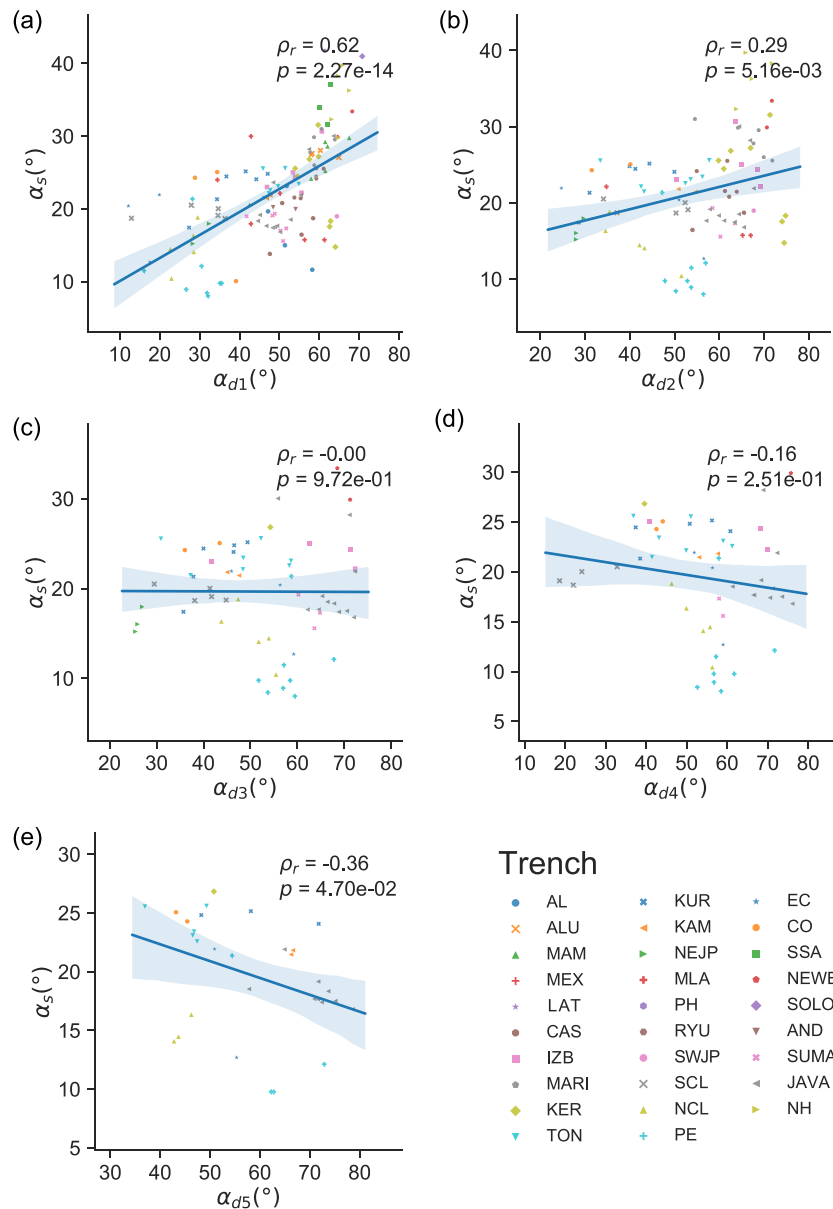 (a)
ρr = 0.62
p = 2.27e-14
40
30
20
10
αs(°)
10 20 30 40 50 60 70 80
αd1(°)
(b)
ρr = 0.29
p = 5.16e-03
40
30
20
10
αs(°)
20 30 40 50 60 70 80
αd2(°)
(c)
ρr = -0.00
p = 9.72e-01
30
20
10
αs(°)
20 30 40 50 60 70 80
αd3(°)
(d)
ρr = -0.16
p = 2.51e-01
30
25
20
15
10
5
αs(°)
10 20 30 40 50 60 70 80
αd4(°)
(e)
ρr = -0.36
p = 4.70e-02
30
25
20
15
10
5
αs(°)
30 40 50 60 70 80
αd5(°)
Trench
AL KUR EC
ALU KAM CO
MAM NEJP SSA
MEX MLA NEWB
LAT PH SOLO
CAS RYU AND
IZB SWJP SUMA
MARI SCL JAVA
KER NCL NH
TON PE